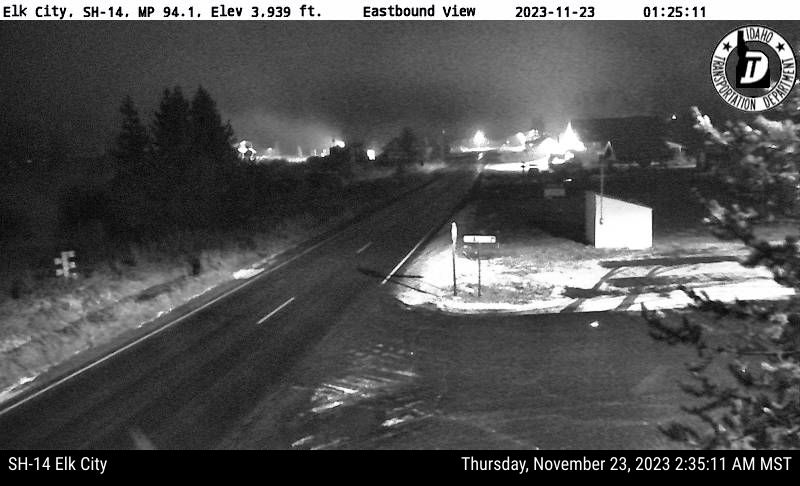 Elk City, SH-14, MP 94.1, Elev 3,939 ft. Eastbound View 2023-11-23 01:25:11
IDAHO
TRANSPORTATION DEPARTMENT
SH-14 Elk City Thursday, November 23, 2023 2:35:11 AM MST